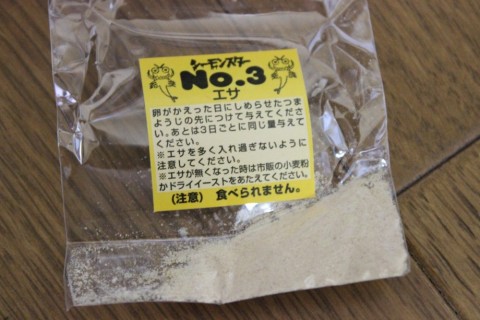 シーモンスター
NO.3
エサ
卵がかえった日にしめらせたつま
ようじの先につけて与えてくださ
い。あとは3日ごとに同じ量与えて
ください。
※エサを多く入れ過ぎないように
注意してください。
※エサが無くなった時は市販の小麦粉
かドライイーストをあたえてください。
(注意) 食べられません。